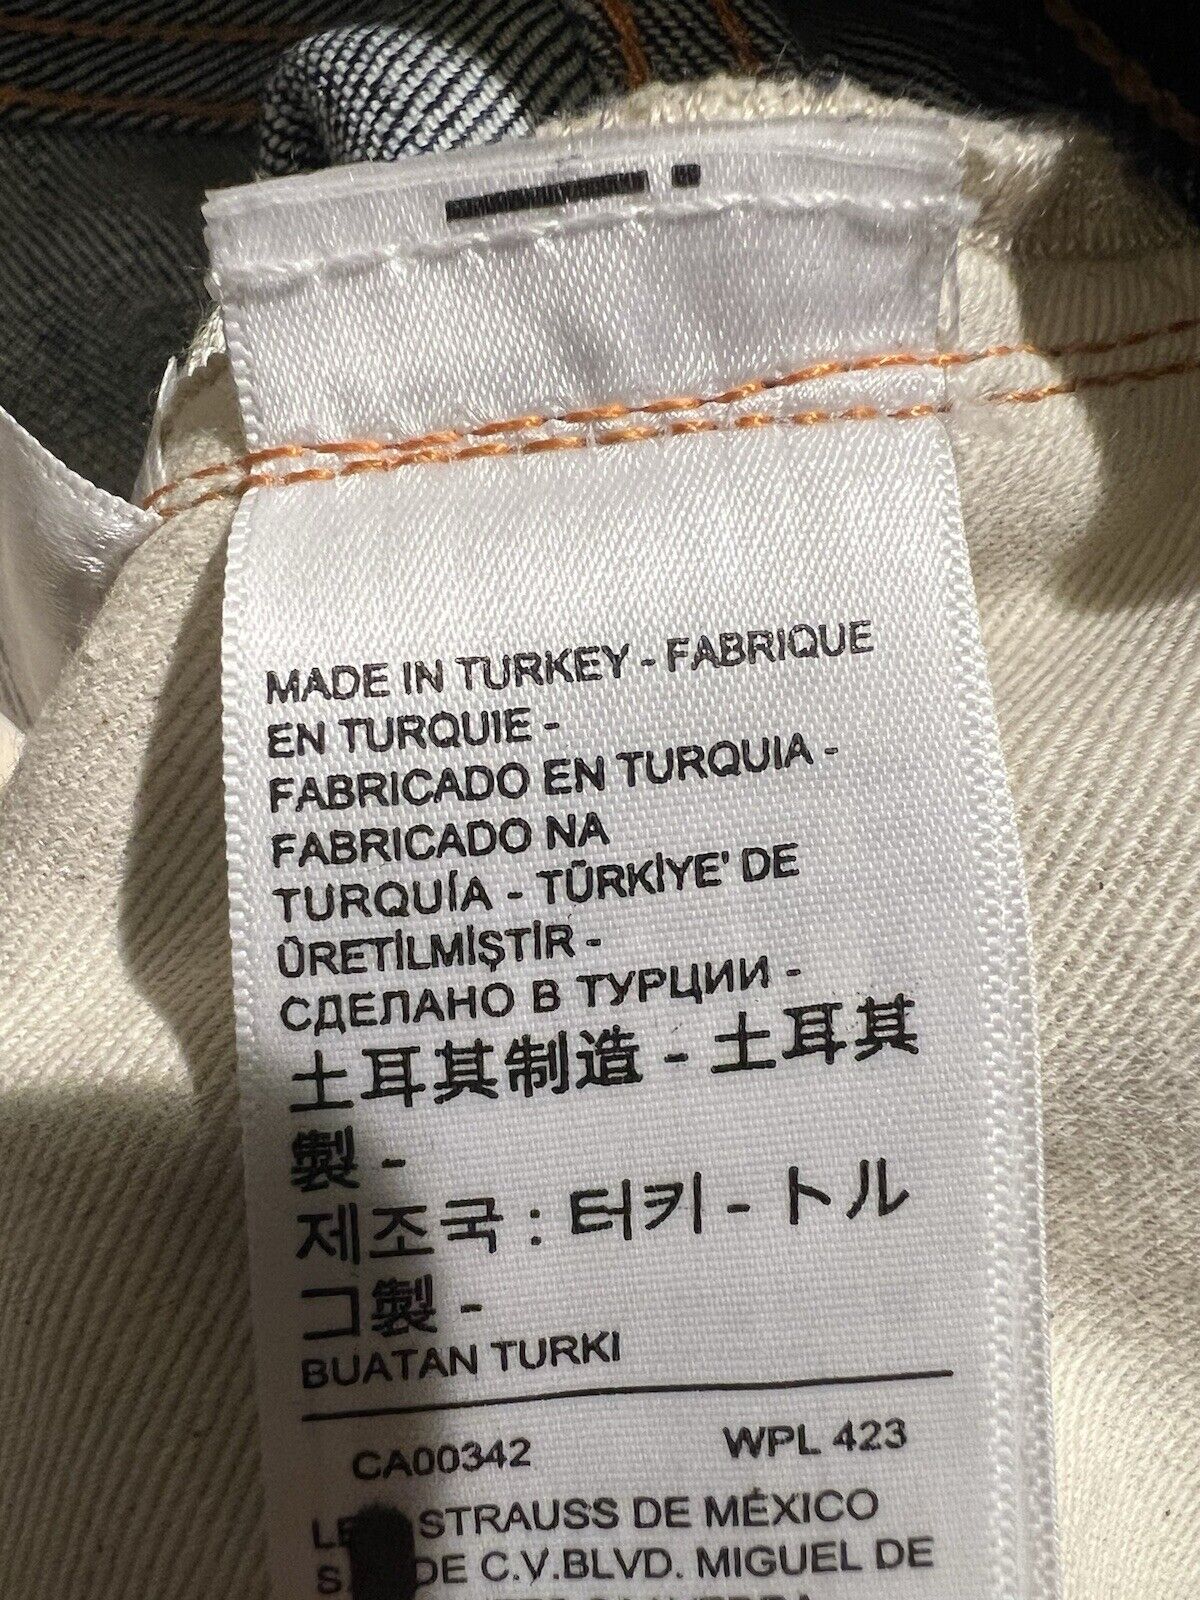 MADE IN TURKEY - FABRIQUE
EN TURQUIE -
FABRICADO EN TURQUIA -
FABRICADO NA
TURQUÍA - TÜRKİYE' DE
ÜRETİLMİŞTİR -
СДЕЛАНО В ТУРЦИИ -
土耳其制造 - 土耳其
製 -
제조국 : 터키 - トル
コ製 -
BUATAN TURKI
CA00342 WPL 423
STRAUSS DE MÉXICO
DE C.V.BLVD. MIGUEL DE